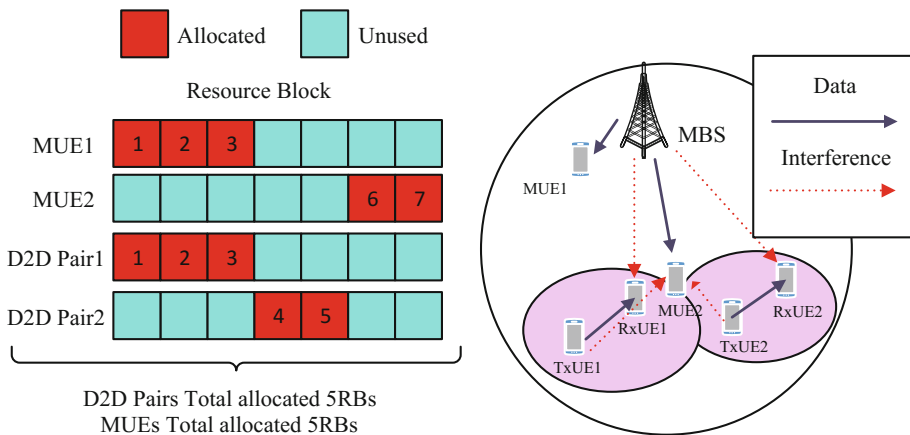 Allocated
Unused
Resource Block
MUE1
1 2 3
MUE2
6 7
D2D Pair1
1 2 3
D2D Pair2
4 5
D2D Pairs Total allocated 5RBs
MUEs Total allocated 5RBs
MBS
MUE1
Data
Interference
RxUE1
MUE2
RxUE2
TxUE1
TxUE2